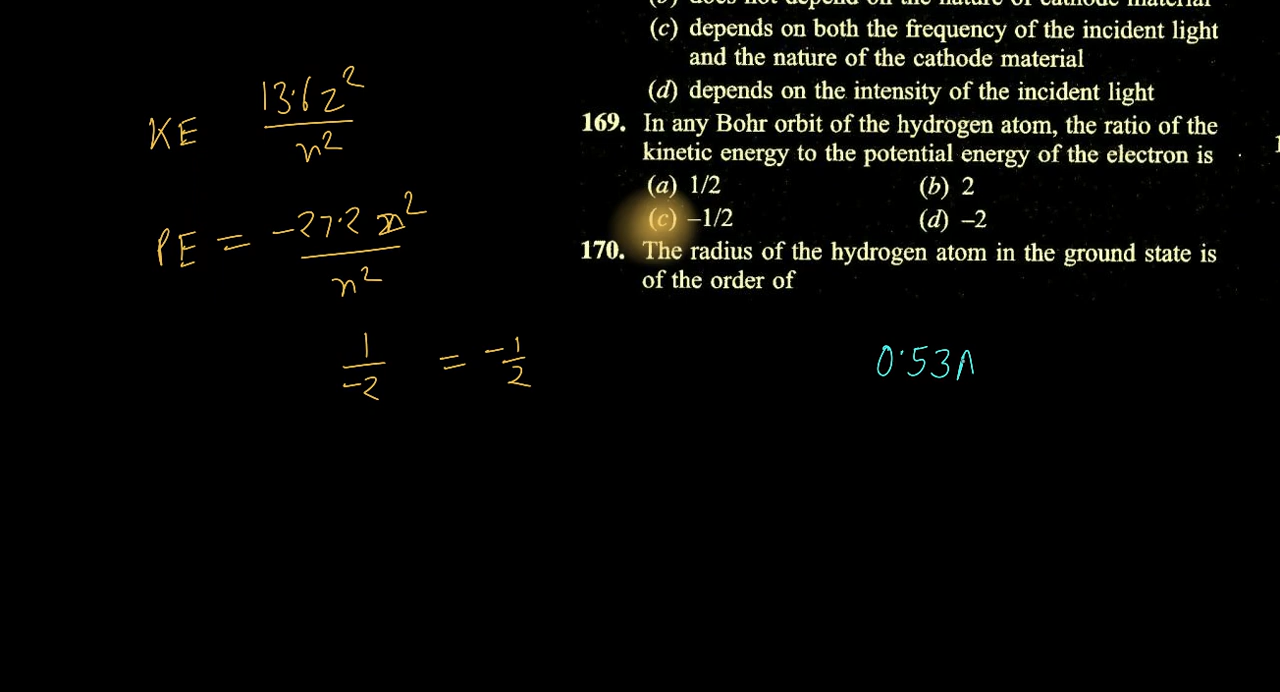 (c) depends on both the frequency of the incident light
and the nature of the cathode material
(d) depends on the intensity of the incident light
169. In any Bohr orbit of the hydrogen atom, the ratio of the
kinetic energy to the potential energy of the electron is
(a) 1/2 (b) 2
(c) –1/2 (d) –2
170. The radius of the hydrogen atom in the ground state is
of the order of
KE 13.6z²/n²
PE = -27.2 z²/n²
1/-2 = -1/2
0.53A